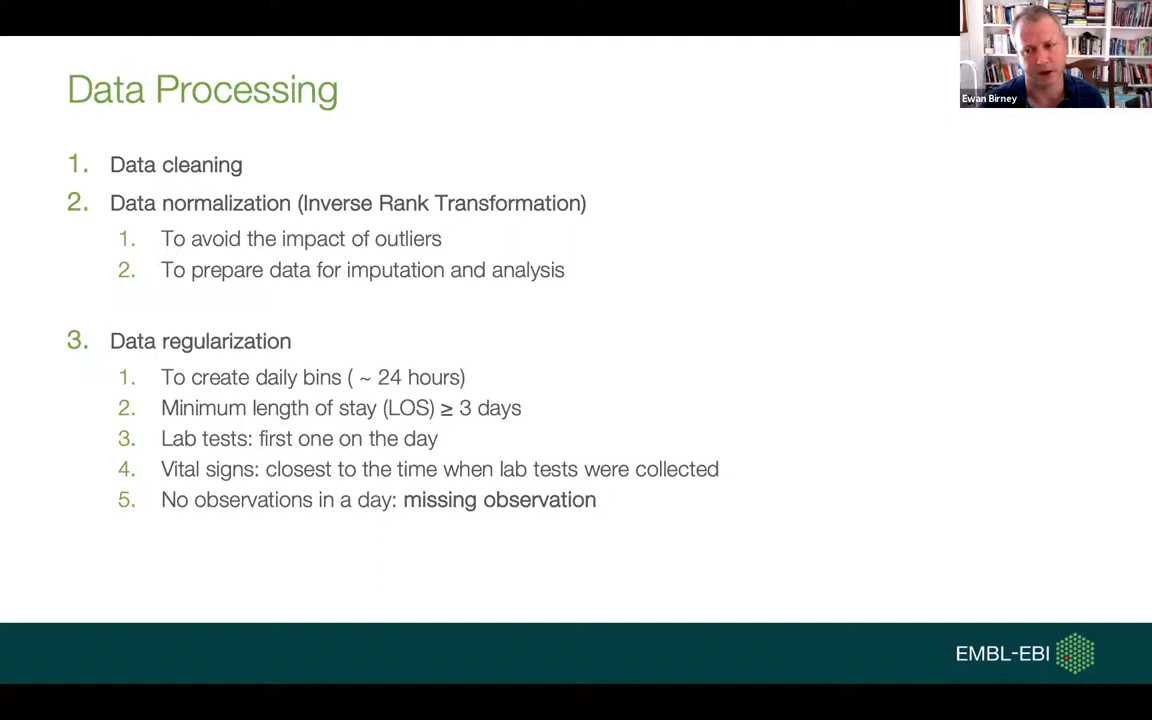 Data Processing
Ewan Birney
1. Data cleaning
2. Data normalization (Inverse Rank Transformation)
1. To avoid the impact of outliers
2. To prepare data for imputation and analysis
3. Data regularization
1. To create daily bins ( ~ 24 hours)
2. Minimum length of stay (LOS) ≥ 3 days
3. Lab tests: first one on the day
4. Vital signs: closest to the time when lab tests were collected
5. No observations in a day: missing observation
EMBL-EBI